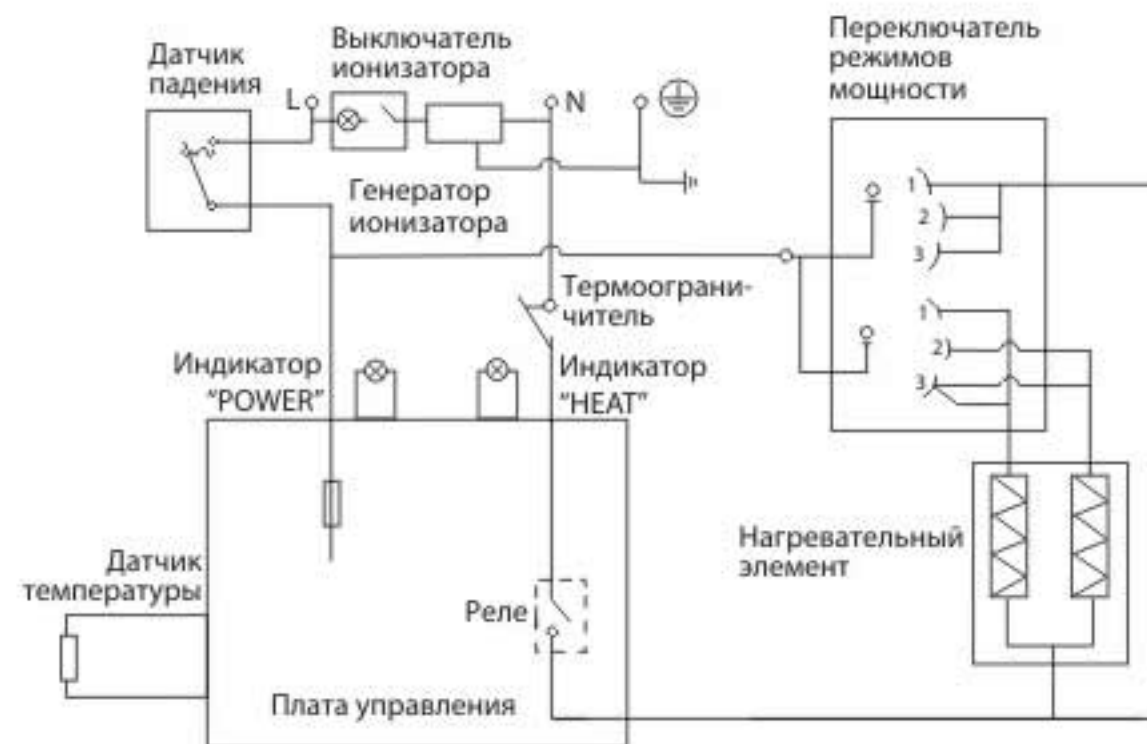 Датчик
падения
Выключатель
ионизатора
L
N
Переключатель
режимов
мощности
Генератор
ионизатора
1
2
3
Термоограни-
читель
1
2
3
Индикатор
“POWER”
Индикатор
“HEAT”
Нагревательный
элемент
Датчик
температуры
Реле
Плата управления